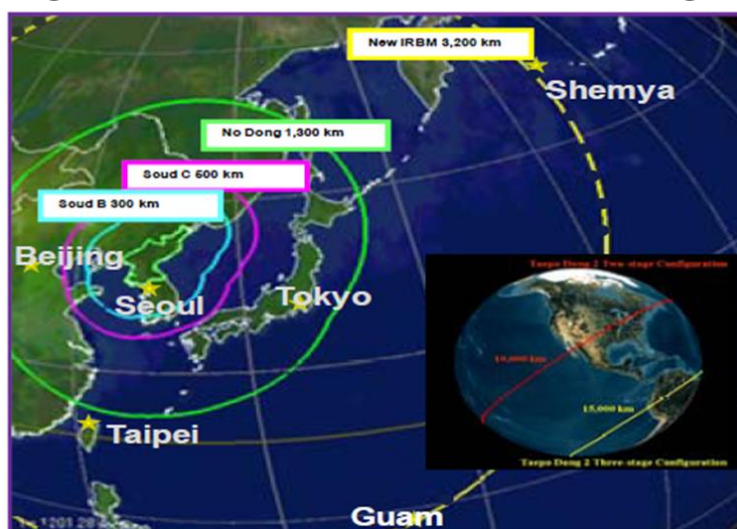 New IRBM 3,200 km
Shemya
No Dong 1,300 km
Soud C 500 km
Soud B 300 km
Beijing
Seoul
Tokyo
Taepo Dong 2 Two-stage Configuration
10,000 km
15,000 km
Taepo Dong 2 Three-stage Configuration
Taipei
Guam